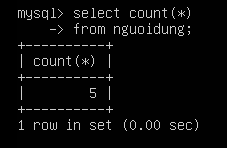 mysql> select count(*)
    -> from nguoidung;
+----------+
| count(*) |
+----------+
|        5 |
+----------+
1 row in set (0.00 sec)